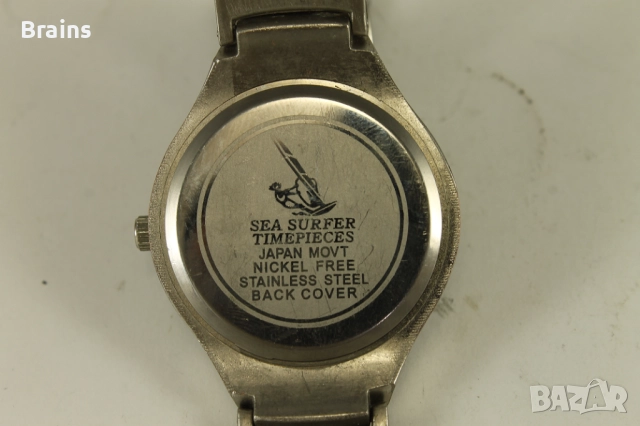 Brains
SEA SURFER
TIMEPIECES
JAPAN MOVT
NICKEL FREE
STAINLESS STEEL
BACK COVER
BAZAR